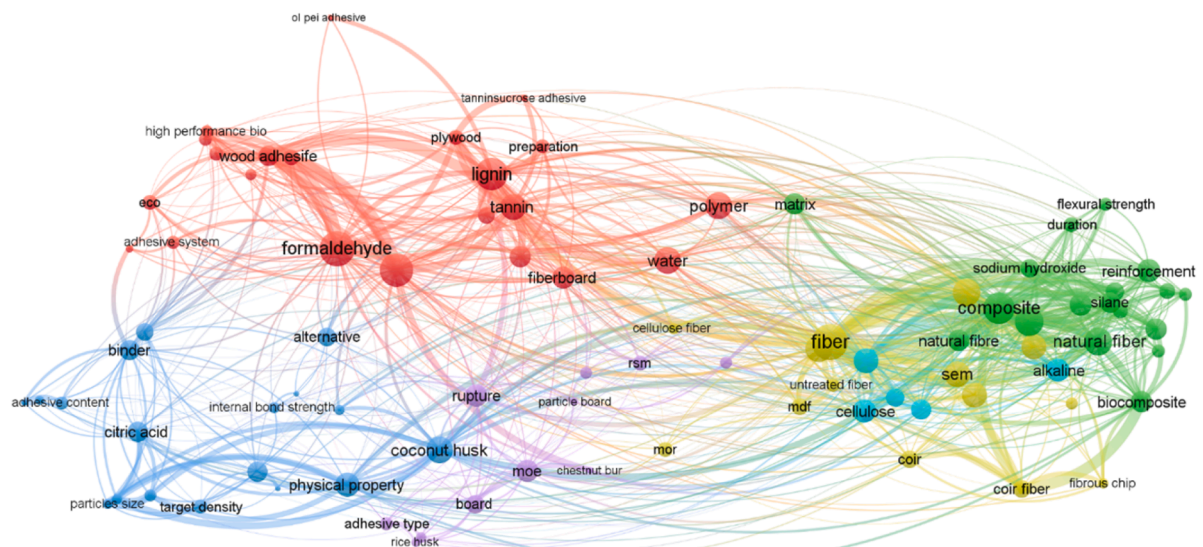 ol pei adhesive
tanninsucrose adhesive
high performance bio
plywood
preparation
wood adhesife
lignin
eco
tannin
polymer
matrix
flexural strength
duration
adhesive system
formaldehyde
fiberboard
water
sodium hydroxide
reinforcement
composite
silane
cellulose fiber
alternative
binder
fiber
natural fibre
natural fiber
rsm
untreated fiber
sem
alkaline
adhesive content
internal bond strength
rupture
particle board
mdf
cellulose
biocomposite
citric acid
coconut husk
mor
coir
moe
chestnut bur
physical property
coir fiber
fibrous chip
particles size
target density
board
adhesive type
rice husk